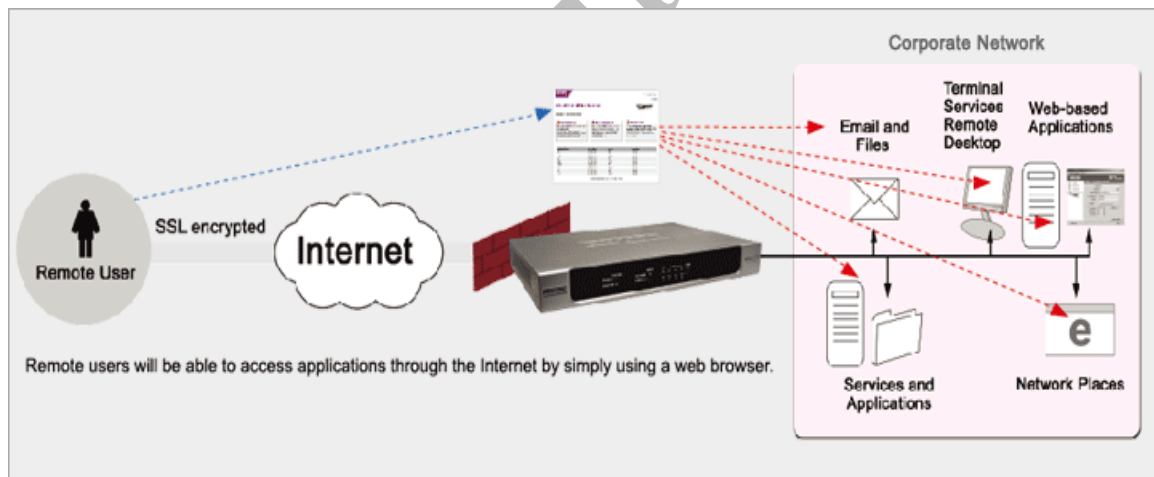 Corporate Network
Terminal
Services
Remote
Desktop
Web-based
Applications
Email and
Files
SSL encrypted
Internet
Remote User
e
Remote users will be able to access applications through the Internet by simply using a web browser.
Services and
Applications
Network Places